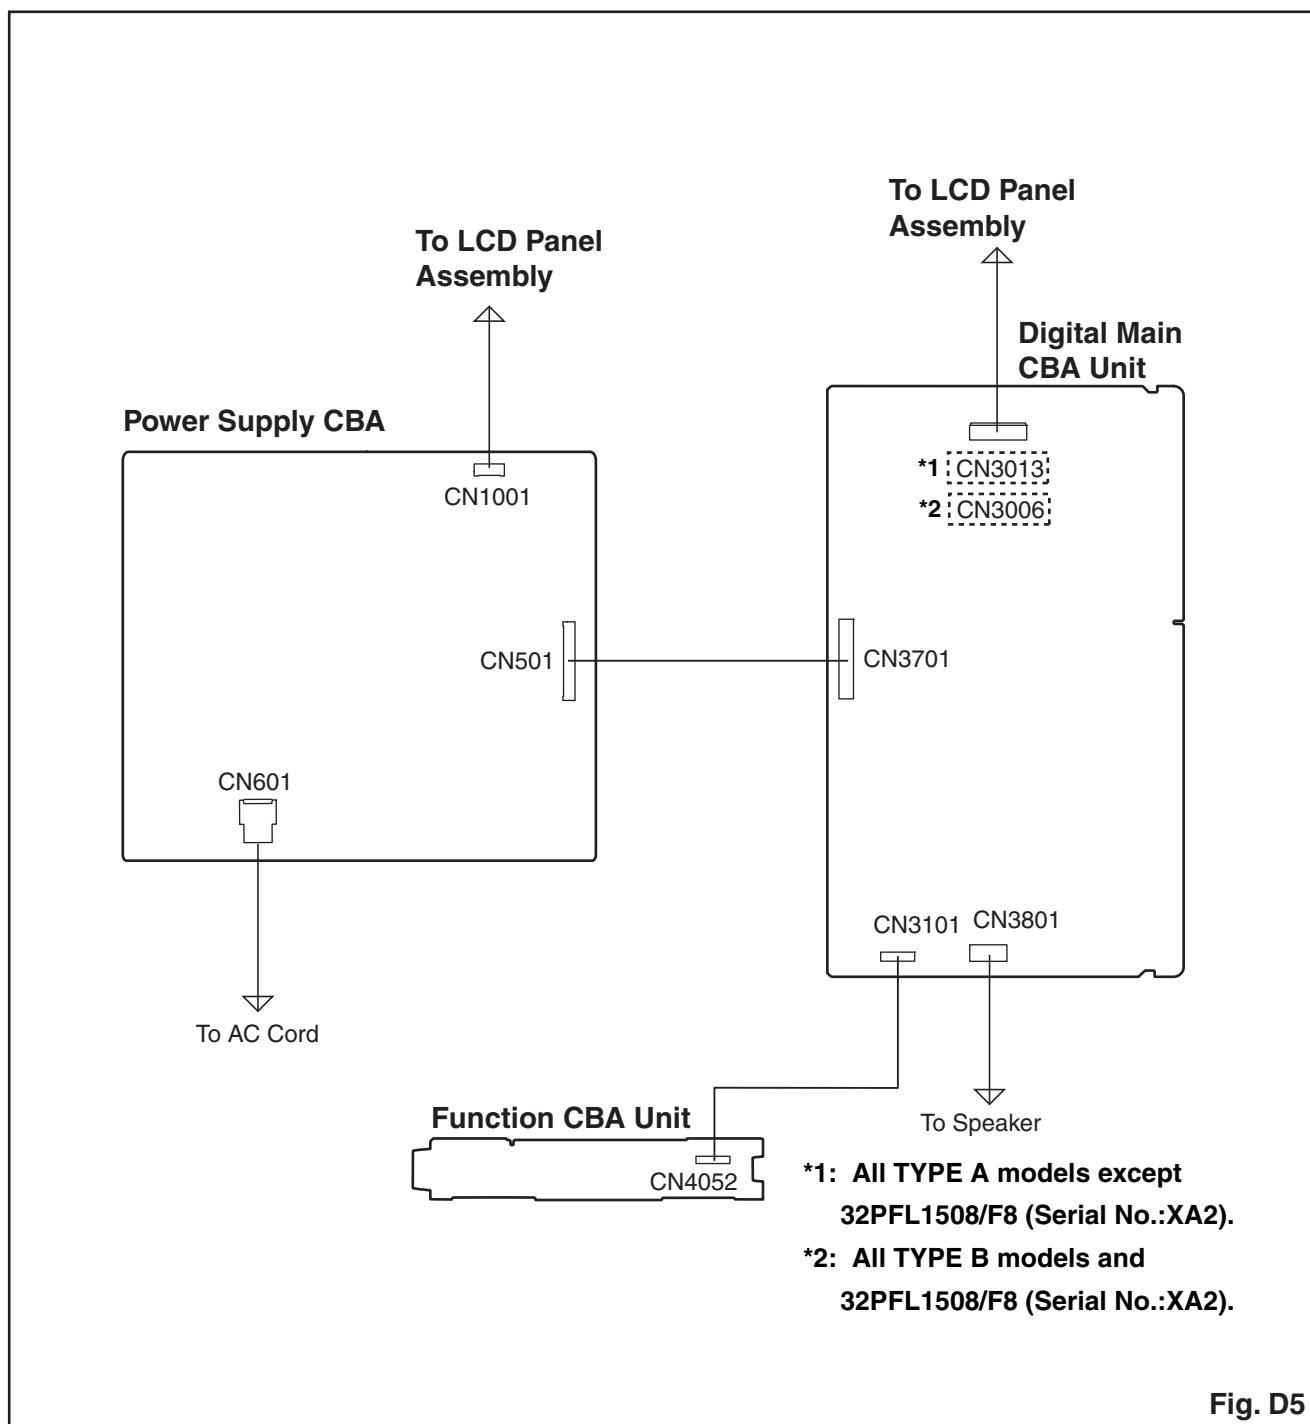 To LCD Panel
Assembly
To LCD Panel
Assembly
Digital Main
CBA Unit
Power Supply CBA
*1 CN3013
CN1001
*2 CN3006
CN501
CN3701
CN601
CN3101
CN3801
To AC Cord
Function CBA Unit
To Speaker
CN4052
*1: All TYPE A models except
32PFL1508/F8 (Serial No.:XA2).
*2: All TYPE B models and
32PFL1508/F8 (Serial No.:XA2).
Fig. D5